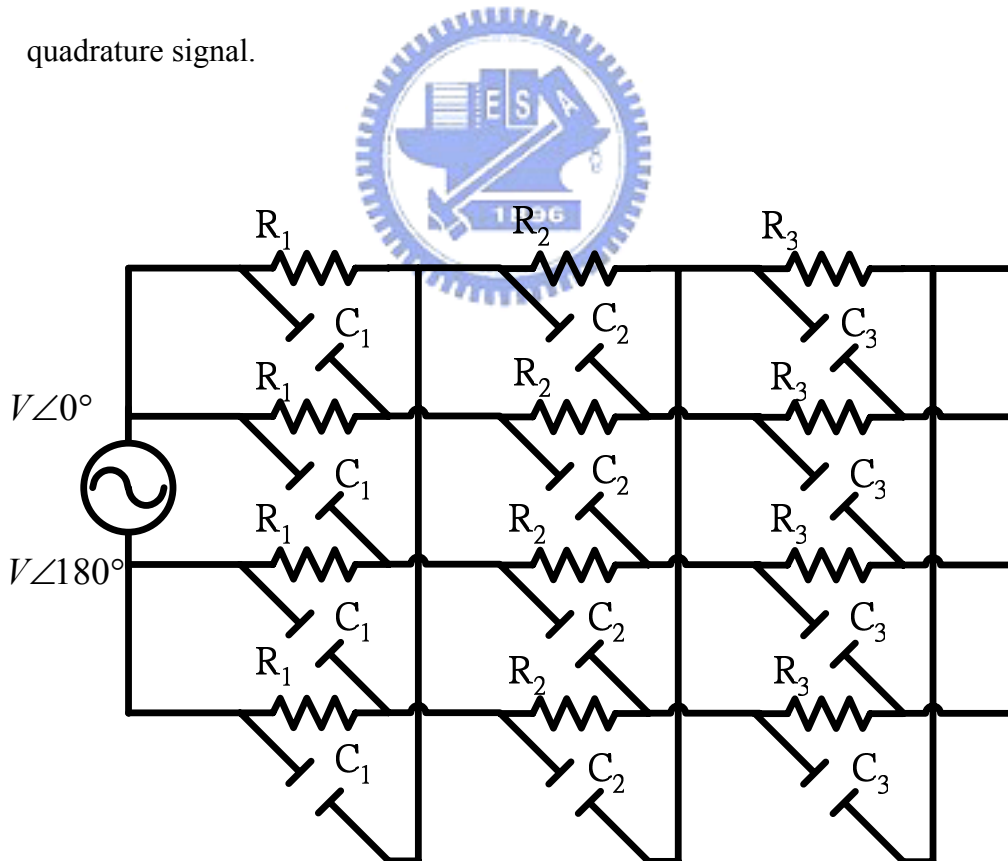 quadrature signal.
E S A
1896
R₁ R₂ R₃
C₁ C₂ C₃
R₁ R₂ R₃
V∠0°
C₁ C₂ C₃
R₁ R₂ R₃
V∠180°
C₁ C₂ C₃
R₁ R₂ R₃
C₁ C₂ C₃